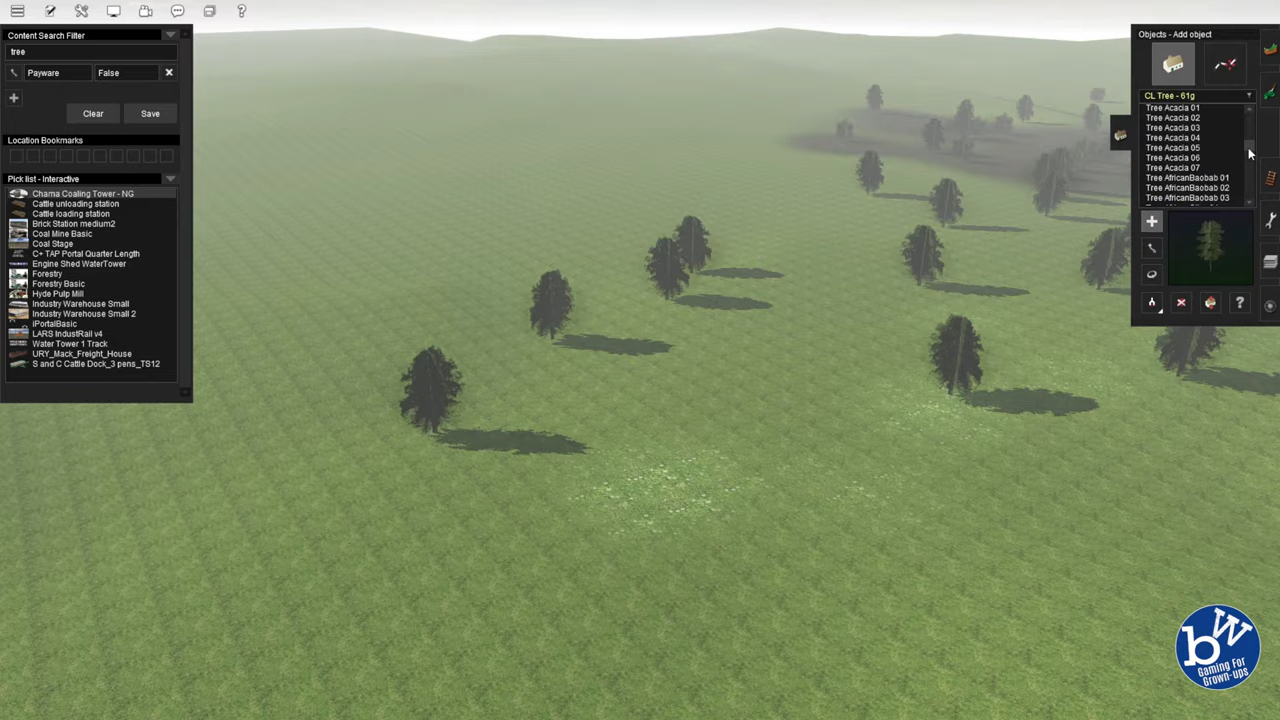 Content Search Filter
tree
Payware False
Clear Save
Location Bookmarks
Pick list - Interactive
Chama Coaling Tower - NG
Cattle unloading station
Cattle loading station
Brick Station medium2
Coal Mine Basic
Coal Stage
C+ TAP Portal Quarter Length
Engine Shed WaterTower
Forestry
Forestry Basic
Hyde Pulp Mill
Industry Warehouse Small
Industry Warehouse Small 2
iPortalBasic
LARS IndustRail v4
Water Tower 1 Track
URY_Mack_Freight_House
S and C Cattle Dock_3 pens_TS12
Objects - Add object
CL Tree - 61g
Tree Acacia 01
Tree Acacia 02
Tree Acacia 03
Tree Acacia 04
Tree Acacia 05
Tree Acacia 06
Tree Acacia 07
Tree AfricanBaobab 01
Tree AfricanBaobab 02
Tree AfricanBaobab 03
bW
Gaming For
Grown-ups